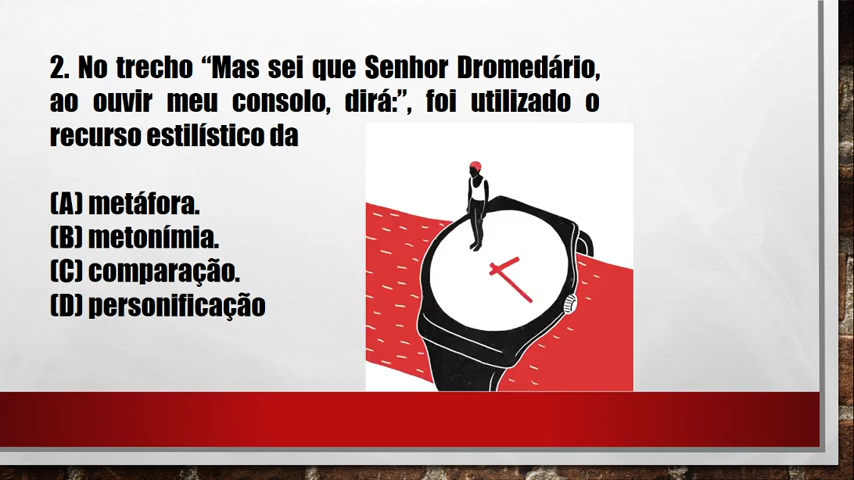 2. No trecho “Mas sei que Senhor Dromedário,
ao ouvir meu consolo, dirá:”, foi utilizado o
recurso estilístico da
(A) metáfora.
(B) metonímia.
(C) comparação.
(D) personificação